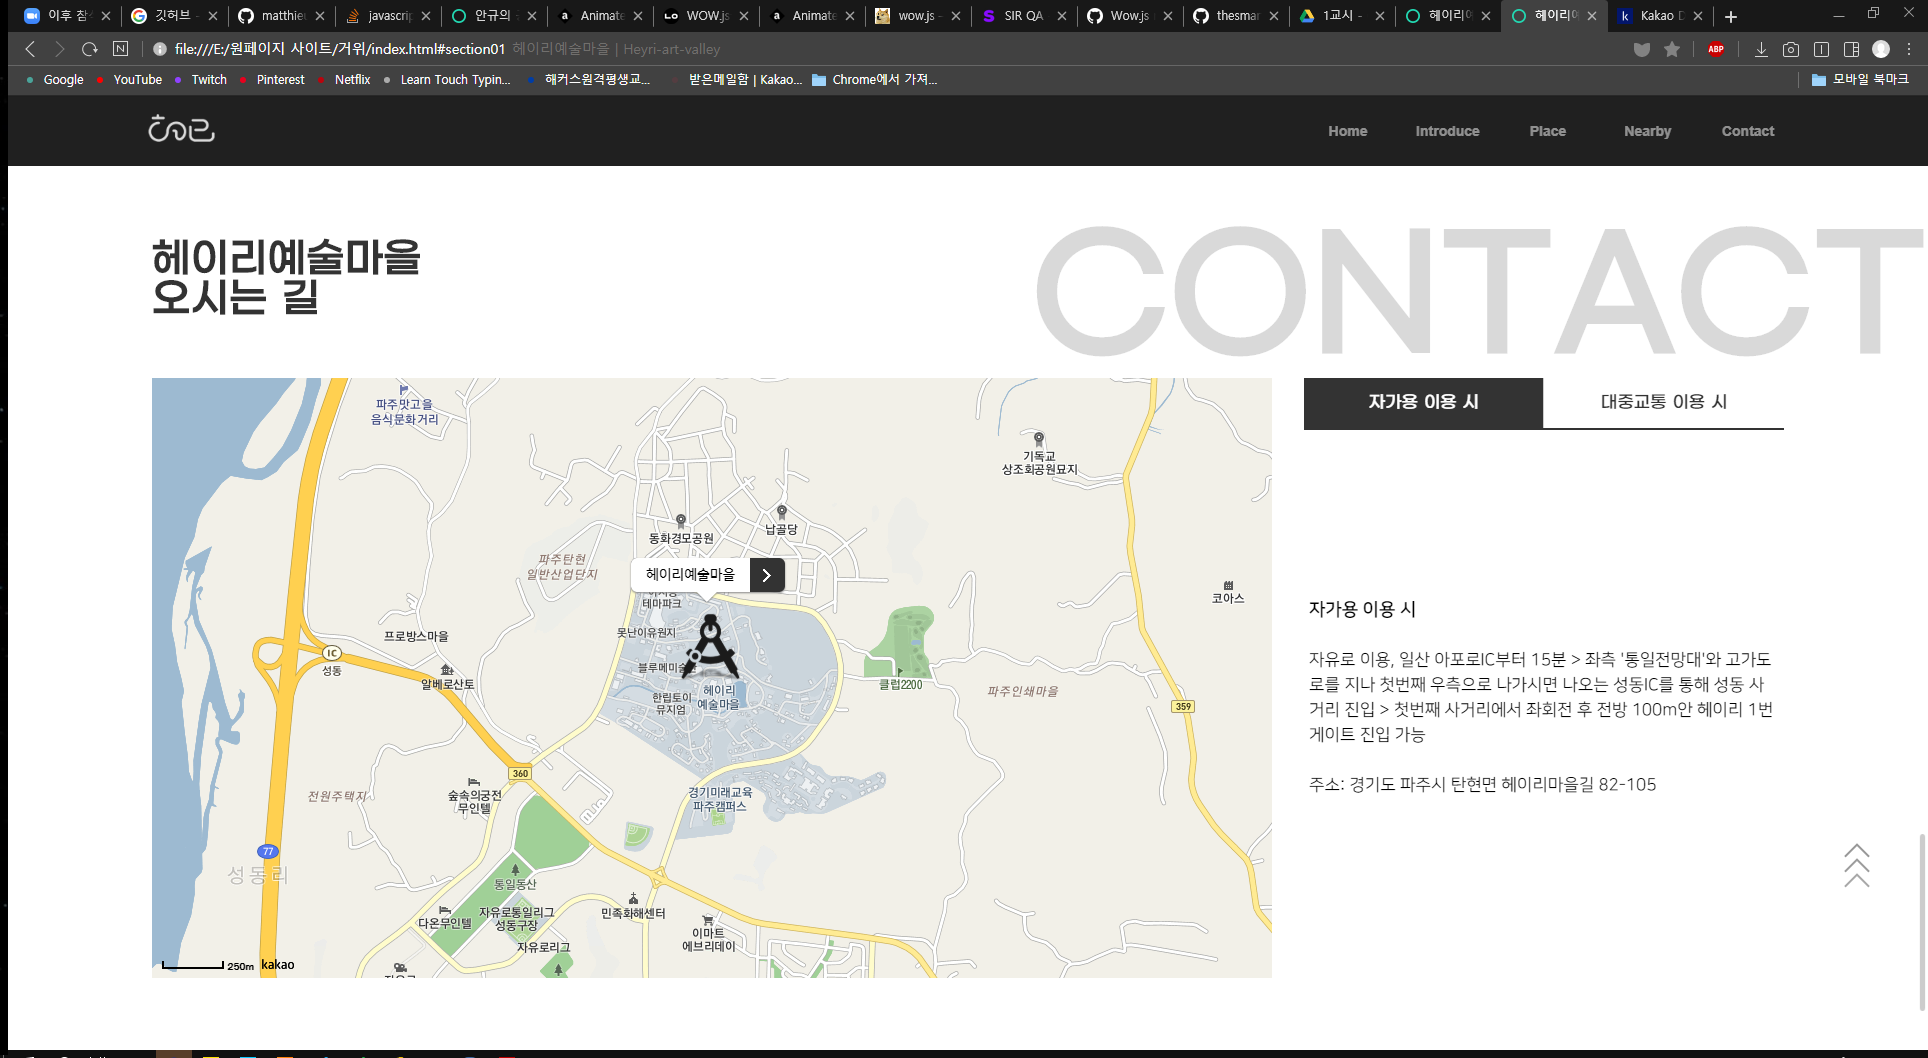 이후 참석
깃허브 -
matthieu
javascrip
안규의
Animate
WOW.js
Animate
wow.js -
SIR QA
Wow.js
thesmar
1교시 -
헤이리예
헤이리예
Kakao D
file:///E:/원페이지 사이트/거위/index.html#section01 헤이리예술마을 | Heyri-art-valley
ABP
Google
YouTube
Twitch
Pinterest
Netflix
Learn Touch Typin...
해커스원격평생교...
받은메일함 | Kakao...
Chrome에서 가져...
모바일 북마크
Home
Introduce
Place
Nearby
Contact
헤이리예술마을
오시는 길
CONTACT
자가용 이용 시
대중교통 이용 시
파주맛고을
음식문화거리
기독교
상조회공원묘지
동화경모공원
납골당
파주탄현
일반산업단지
헤이리예술마을
테마파크
코아스
못난이유원지
프로방스마을
블루메미술관
IC
성동
알베로산토
한립토이
뮤지엄
헤이리
예술마을
클럽2200
파주인쇄마을
359
360
경기미래교육
파주캠퍼스
전원주택지
숲속의궁전
무인텔
77
성동리
통일동산
다온무인텔
자유로통일리그
성동구장
민족화해센터
이마트
에브리데이
자유로리그
250m kakao
자가용 이용 시
자유로 이용, 일산 아포로IC부터 15분 > 좌측 '통일전망대'와 고가도
로를 지나 첫번째 우측으로 나가시면 나오는 성동IC를 통해 성동 사
거리 진입 > 첫번째 사거리에서 좌회전 후 전방 100m안 헤이리 1번
게이트 진입 가능
주소: 경기도 파주시 탄현면 헤이리마을길 82-105